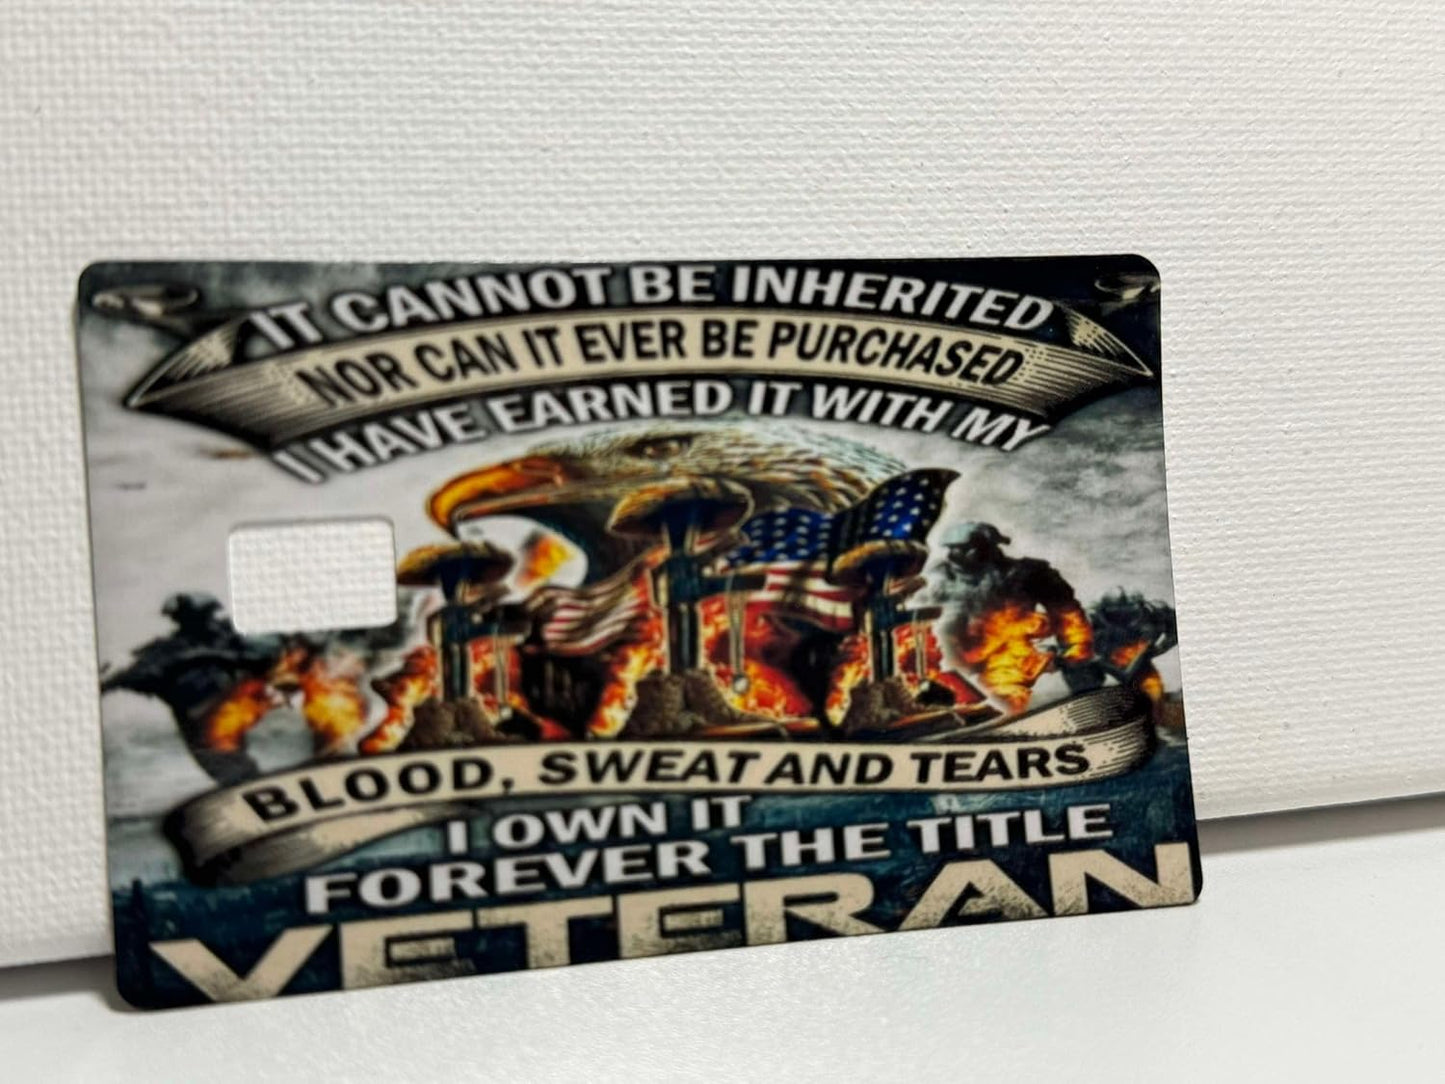 IT CANNOT BE INHERITED
NOR CAN IT EVER BE PURCHASED
I HAVE EARNED IT WITH MY
BLOOD, SWEAT AND TEARS
I OWN IT
FOREVER THE TITLE
VETERAN